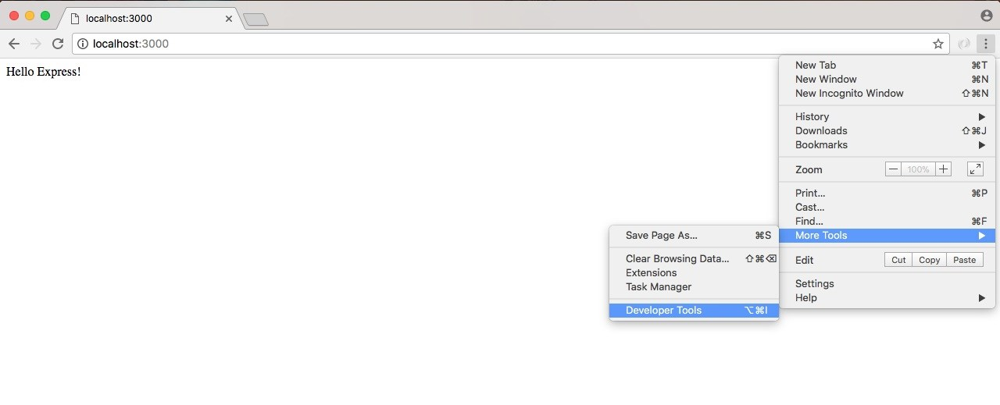 localhost:3000
localhost:3000
Hello Express!
New Tab ⌘T
New Window ⌘N
New Incognito Window ⇧⌘N
History ▶
Downloads ⇧⌘J
Bookmarks ▶
Zoom — 100% +
Print... ⌘P
Cast...
Find... ⌘F
More Tools ▶
Edit Cut Copy Paste
Settings
Help ▶
Save Page As... ⌘S
Clear Browsing Data... ⇧⌘⌫
Extensions
Task Manager
Developer Tools ⌥⌘I